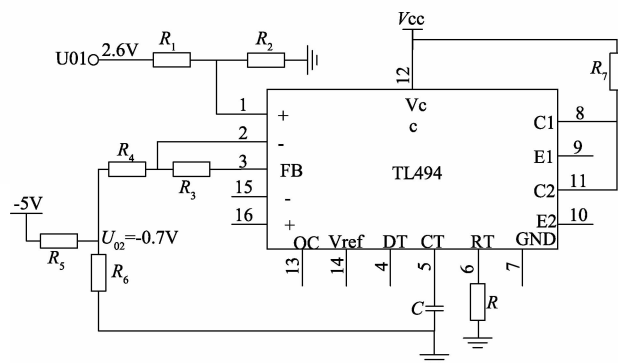 Vcc
U01 2.6V R1 R2
R7
12
1 + Vc 8
c C1
2 - 9
E1
R4 3 FB TL494 11
R3 C2
15 -
16 + E2 10
-5V
U02=-0.7V OC Vref DT CT RT GND
R5 13 14 4 5 6 7
R6
C R